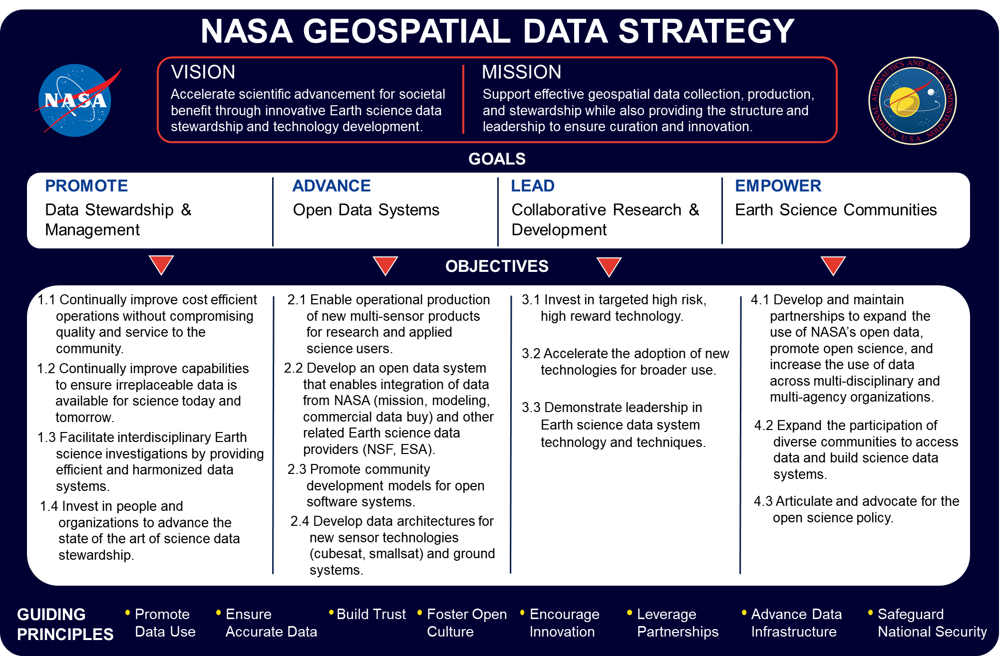 NASA GEOSPATIAL DATA STRATEGY
NASA
VISION
Accelerate scientific advancement for societal
benefit through innovative Earth science data
stewardship and technology development.
MISSION
Support effective geospatial data collection, production,
and stewardship while also providing the structure and
leadership to ensure curation and innovation.
NATIONAL AERONAUTICS AND SPACE ADMINISTRATION
U.S.A.
GOALS
PROMOTE
Data Stewardship &
Management
ADVANCE
Open Data Systems
LEAD
Collaborative Research &
Development
EMPOWER
Earth Science Communities
OBJECTIVES
1.1 Continually improve cost efficient
operations without compromising
quality and service to the
community.
1.2 Continually improve capabilities
to ensure irreplaceable data is
available for science today and
tomorrow.
1.3 Facilitate interdisciplinary Earth
science investigations by providing
efficient and harmonized data
systems.
1.4 Invest in people and
organizations to advance the
state of the art of science data
stewardship.
2.1 Enable operational production
of new multi-sensor products
for research and applied
science users.
2.2 Develop an open data system
that enables integration of data
from NASA (mission, modeling,
commercial data buy) and other
related Earth science data
providers (NSF, ESA).
2.3 Promote community
development models for open
software systems.
2.4 Develop data architectures for
new sensor technologies
(cubesat, smallsat) and ground
systems.
3.1 Invest in targeted high risk,
high reward technology.
3.2 Accelerate the adoption of new
technologies for broader use.
3.3 Demonstrate leadership in
Earth science data system
technology and techniques.
4.1 Develop and maintain
partnerships to expand the
use of NASA’s open data,
promote open science, and
increase the use of data
across multi-disciplinary and
multi-agency organizations.
4.2 Expand the participation of
diverse communities to access
data and build science data
systems.
4.3 Articulate and advocate for the
open science policy.
GUIDING
PRINCIPLES
• Promote
Data Use
• Ensure
Accurate Data
• Build Trust
• Foster Open
Culture
• Encourage
Innovation
• Leverage
Partnerships
• Advance Data
Infrastructure
• Safeguard
National Security